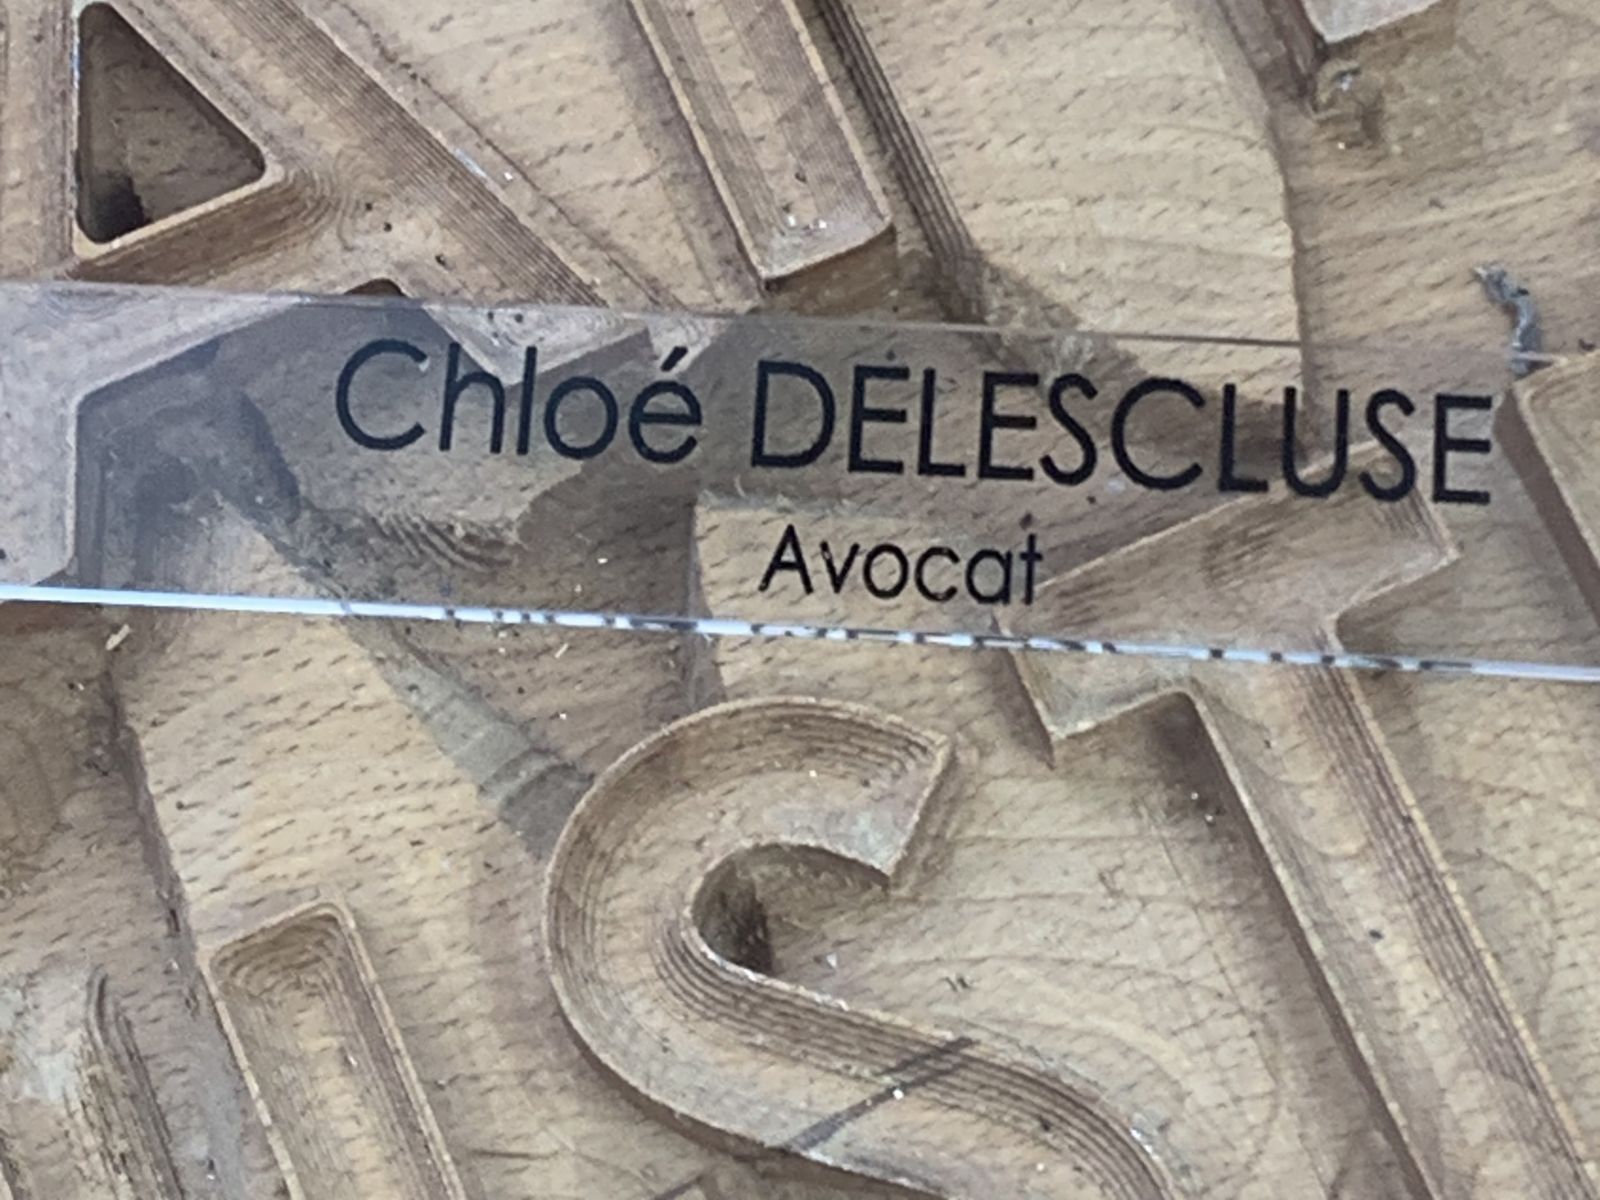 Chloé DELESCLUSE
Avocat